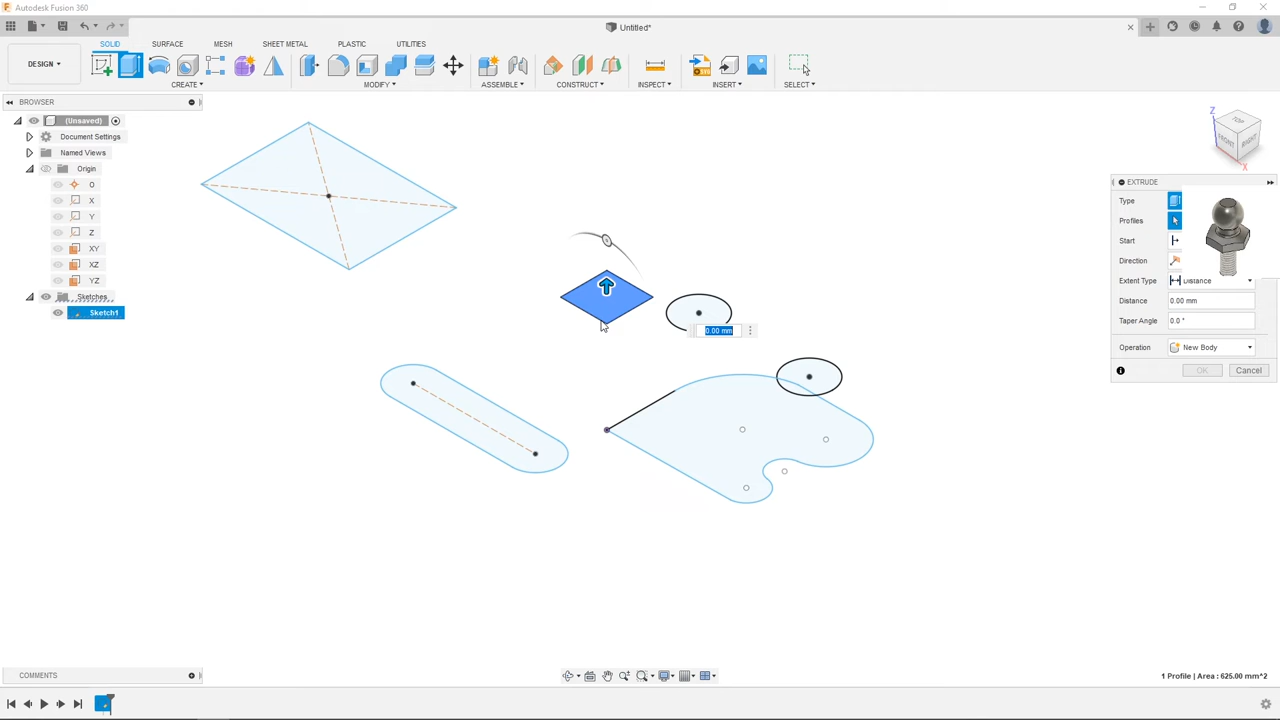 Autodesk Fusion 360
Untitled*
DESIGN
SOLID SURFACE MESH SHEET METAL PLASTIC UTILITIES
CREATE MODIFY ASSEMBLE CONSTRUCT INSPECT INSERT SELECT
BROWSER
(Unsaved)
Document Settings
Named Views
Origin
O
X
Y
Z
XY
XZ
YZ
Sketches
Sketch1
0.00 mm
Z
TOP
FRONT
RIGHT
X
EXTRUDE
Type
Profiles
Start
Direction
Extent Type Distance
Distance 0.00 mm
Taper Angle 0.0 °
Operation New Body
OK Cancel
COMMENTS
1 Profile | Area : 625.00 mm^2